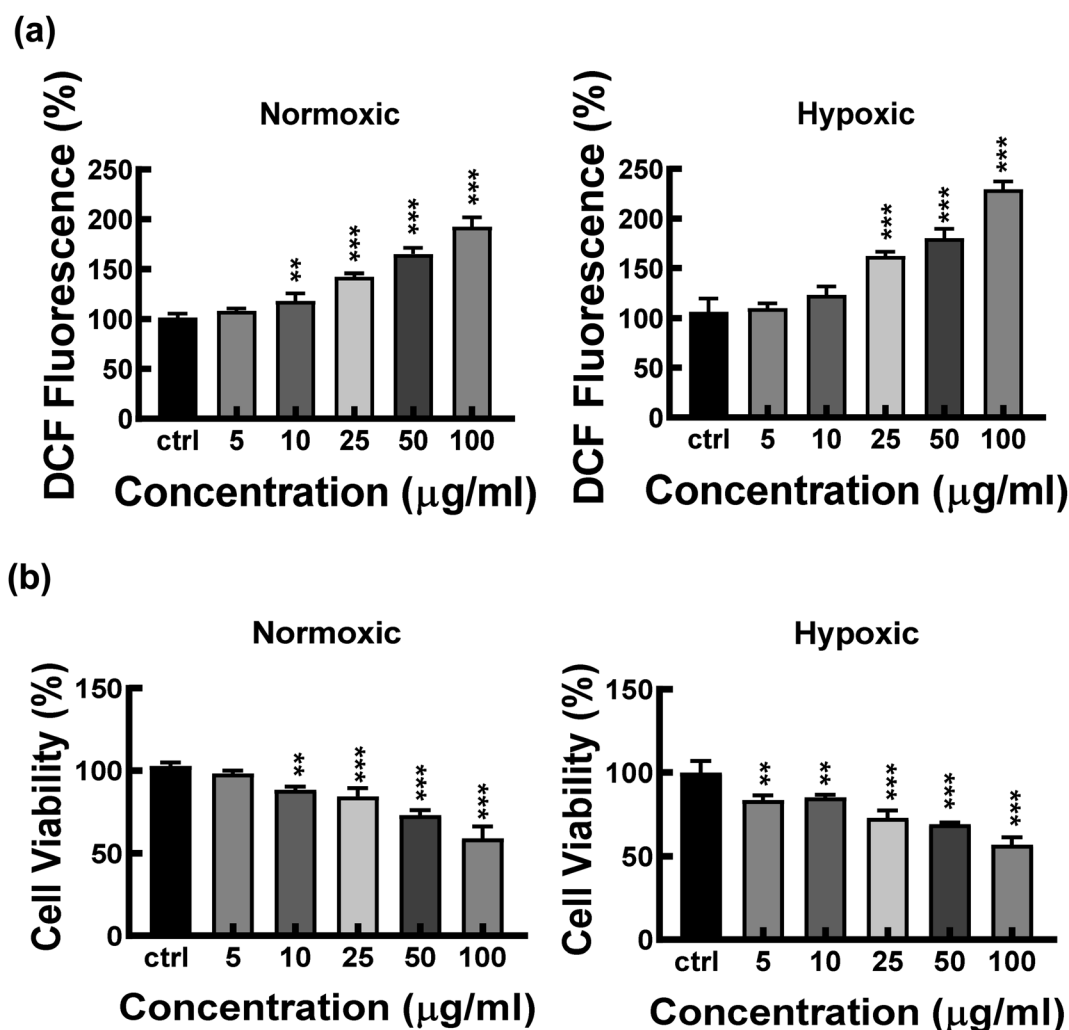 (a)
Normoxic
DCF Fluorescence (%)
250
200
150
100
50
0
** *** *** ***
ctrl 5 10 25 50 100
Concentration (μg/ml)
Hypoxic
DCF Fluorescence (%)
250
200
150
100
50
0
*** *** ***
ctrl 5 10 25 50 100
Concentration (μg/ml)
(b)
Normoxic
Cell Viability (%)
150
100
50
0
** *** *** ***
ctrl 5 10 25 50 100
Concentration (μg/ml)
Hypoxic
Cell Viability (%)
150
100
50
0
** ** *** *** ***
ctrl 5 10 25 50 100
Concentration (μg/ml)